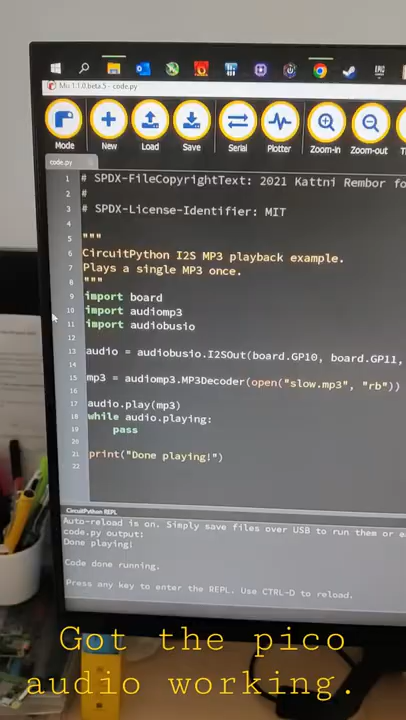 Mu 1.1.0.beta.5 - code.py
Mode New Load Save Serial Plotter Zoom-in Zoom-out
code.py
1 # SPDX-FileCopyrightText: 2021 Kattni Rembor fo
2 #
3 # SPDX-License-Identifier: MIT
4
5 """
6 CircuitPython I2S MP3 playback example.
7 Plays a single MP3 once.
8 """
9 import board
10 import audiomp3
11 import audiobusio
12
13 audio = audiobusio.I2SOut(board.GP10, board.GP11,
14
15 mp3 = audiomp3.MP3Decoder(open("slow.mp3", "rb"))
16
17 audio.play(mp3)
18 while audio.playing:
19 pass
20
21 print("Done playing!")
22
CircuitPython REPL
Auto-reload is on. Simply save files over USB to run them or e
code.py output:
Done playing!
Code done running.
Press any key to enter the REPL. Use CTRL-D to reload.
Got the pico
audio working.